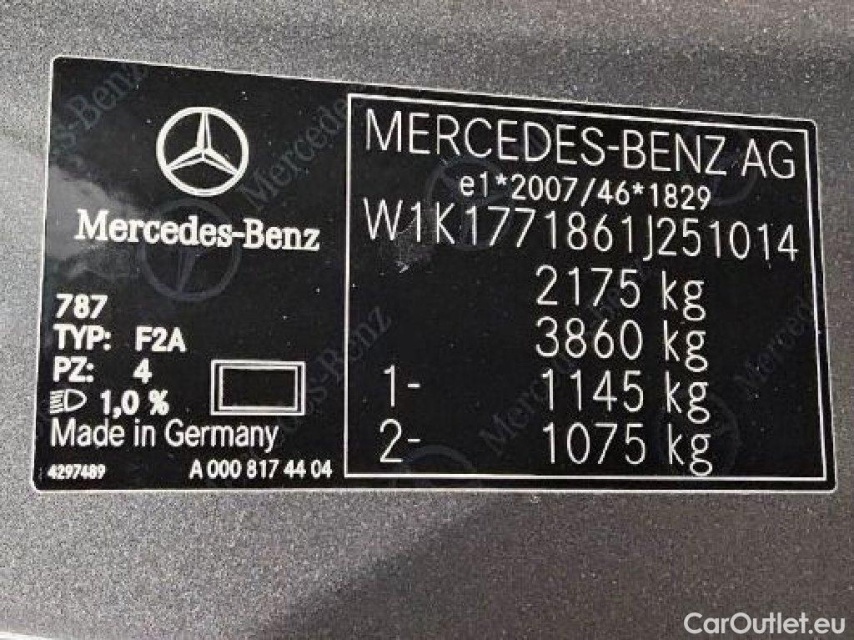 Mercedes-Benz
787
TYP: F2A
PZ: 4
1,0 %
Made in Germany
4297489 A 000 817 44 04
MERCEDES-BENZ AG
e1*2007/46*1829
W1K1771861J251014
2175 kg
3860 kg
1- 1145 kg
2- 1075 kg
CarOutlet.eu